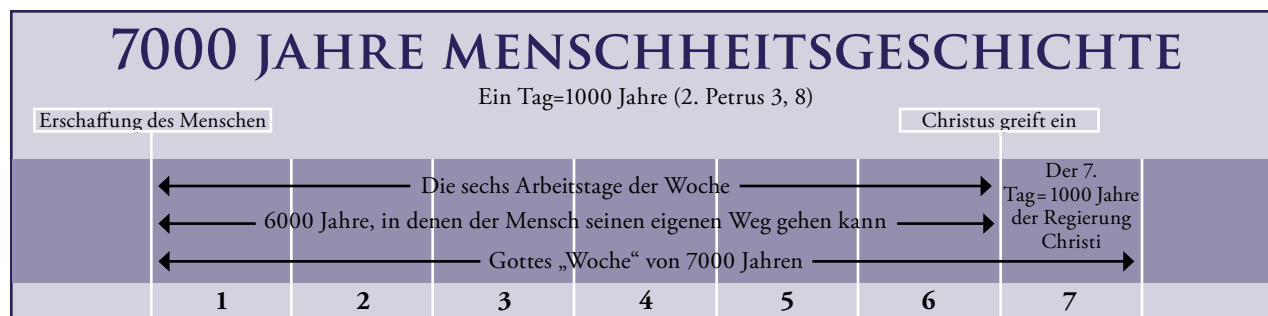 7000 JAHRE MENSCHHEITSGESCHICHTE
Ein Tag=1000 Jahre (2. Petrus 3, 8)
Erschaffung des Menschen
Christus greift ein
Die sechs Arbeitstage der Woche
6000 Jahre, in denen der Mensch seinen eigenen Weg gehen kann
Gottes „Woche“ von 7000 Jahren
Der 7.
Tag=1000 Jahre
der Regierung
Christi
1 2 3 4 5 6 7